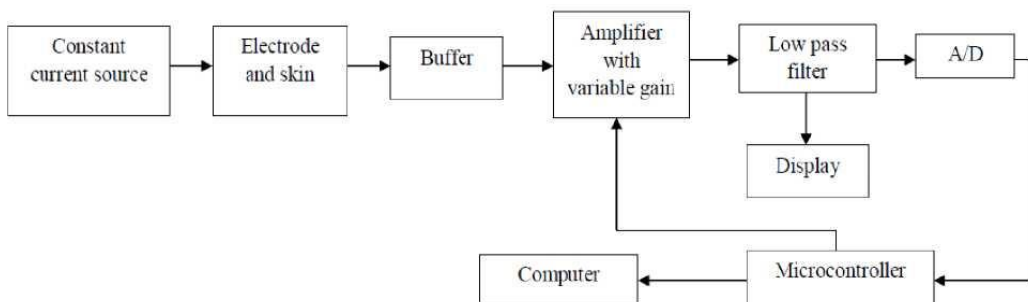 Constant
current source
Electrode
and skin
Buffer
Amplifier
with
variable gain
Low pass
filter
A/D
Display
Computer
Microcontroller